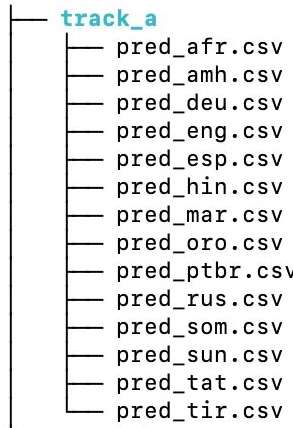 track_a
pred_afr.csv
pred_amh.csv
pred_deu.csv
pred_eng.csv
pred_esp.csv
pred_hin.csv
pred_mar.csv
pred_oro.csv
pred_ptbr.csv
pred_rus.csv
pred_som.csv
pred_sun.csv
pred_tat.csv
pred_tir.csv